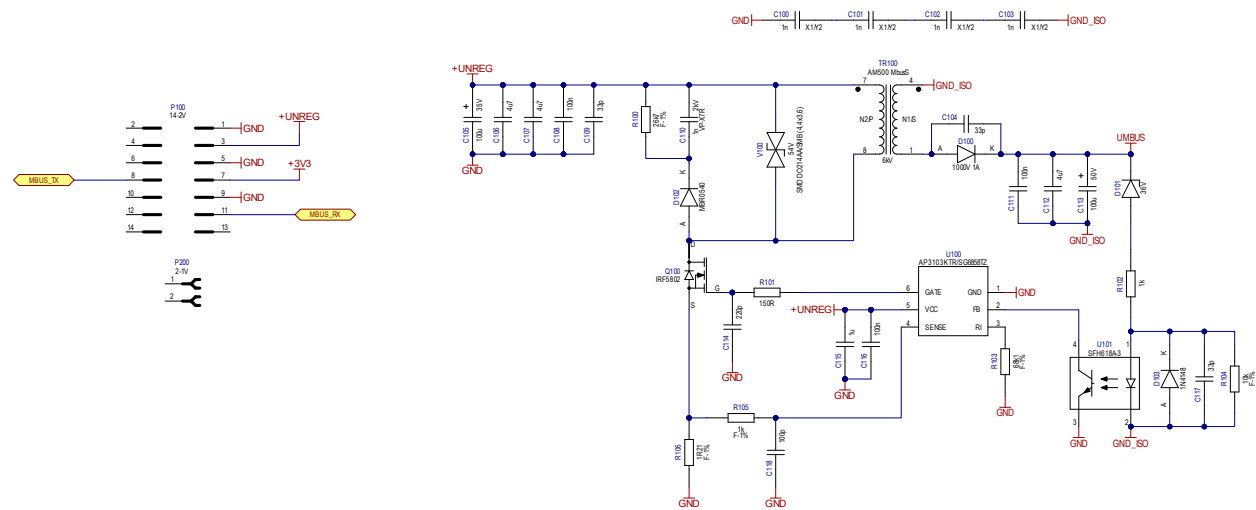 GND
C100
1n
X1/Y2
C101
1n
X1/Y2
C102
1n
X1/Y2
C103
1n
X1/Y2
GND_ISO
P100
14-2V
2
4
6
8
10
12
14
1
3
5
7
9
11
13
GND
+UNREG
GND
+3V3
GND
MBUS_TX
MBUS_RX
P200
2-1V
1
2
+UNREG
+
C105
35V
100u
C106
4u7
C107
4u7
C108
100n
C109
33p
GND
R100
26k7
F-1%
C110
1n
2kV
VP-X7R
K
D102
MBR0540
A
V100
54V
SMD DO214AA/SMB (4,4x3,6)
TR100
AM500 MbusS
7
4
N2/P
N1/S
8
1
6kV
GND_ISO
C104
33p
D100
A
K
1000V 1A
C111
100n
C112
4u7
+
C113
50V
100u
GND_ISO
UMBUS
D101
36V
R102
1k
D
Q100
IRF5802
G
S
C114
220p
GND
R101
150R
U100
AP3103KTR/SG6858TZ
6
GATE
GND
1
5
VCC
FB
2
4
SENSE
RI
3
GND
+UNREG
C115
1u
C116
100n
GND
R103
68k1
F-1%
GND
U101
SFH618A-3
4
1
3
2
GND
GND_ISO
K
D103
1N4148
A
C117
33p
R104
10k
F-1%
R105
1k
F-1%
R106
1R21
F-1%
GND
C118
100p
GND